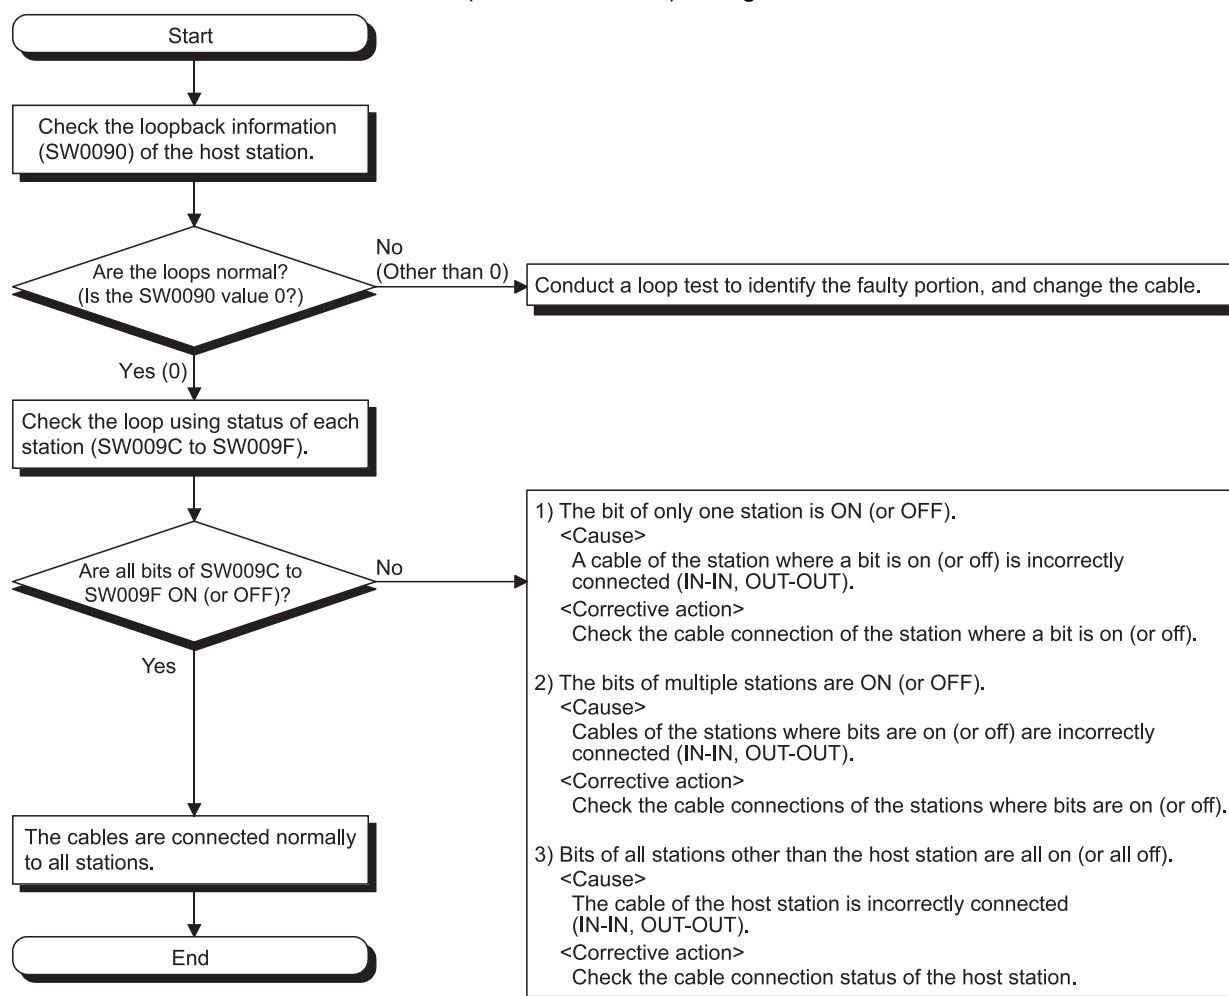 Start
Check the loopback information
(SW0090) of the host station.
Are the loops normal?
(Is the SW0090 value 0?)
No
(Other than 0)
Conduct a loop test to identify the faulty portion, and change the cable.
Yes (0)
Check the loop using status of each
station (SW009C to SW009F).
Are all bits of SW009C to
SW009F ON (or OFF)?
No
1) The bit of only one station is ON (or OFF).
<Cause>
A cable of the station where a bit is on (or off) is incorrectly
connected (IN-IN, OUT-OUT).
<Corrective action>
Check the cable connection of the station where a bit is on (or off).
2) The bits of multiple stations are ON (or OFF).
<Cause>
Cables of the stations where bits are on (or off) are incorrectly
connected (IN-IN, OUT-OUT).
<Corrective action>
Check the cable connections of the stations where bits are on (or off).
3) Bits of all stations other than the host station are all on (or all off).
<Cause>
The cable of the host station is incorrectly connected
(IN-IN, OUT-OUT).
<Corrective action>
Check the cable connection status of the host station.
Yes
The cables are connected normally
to all stations.
End